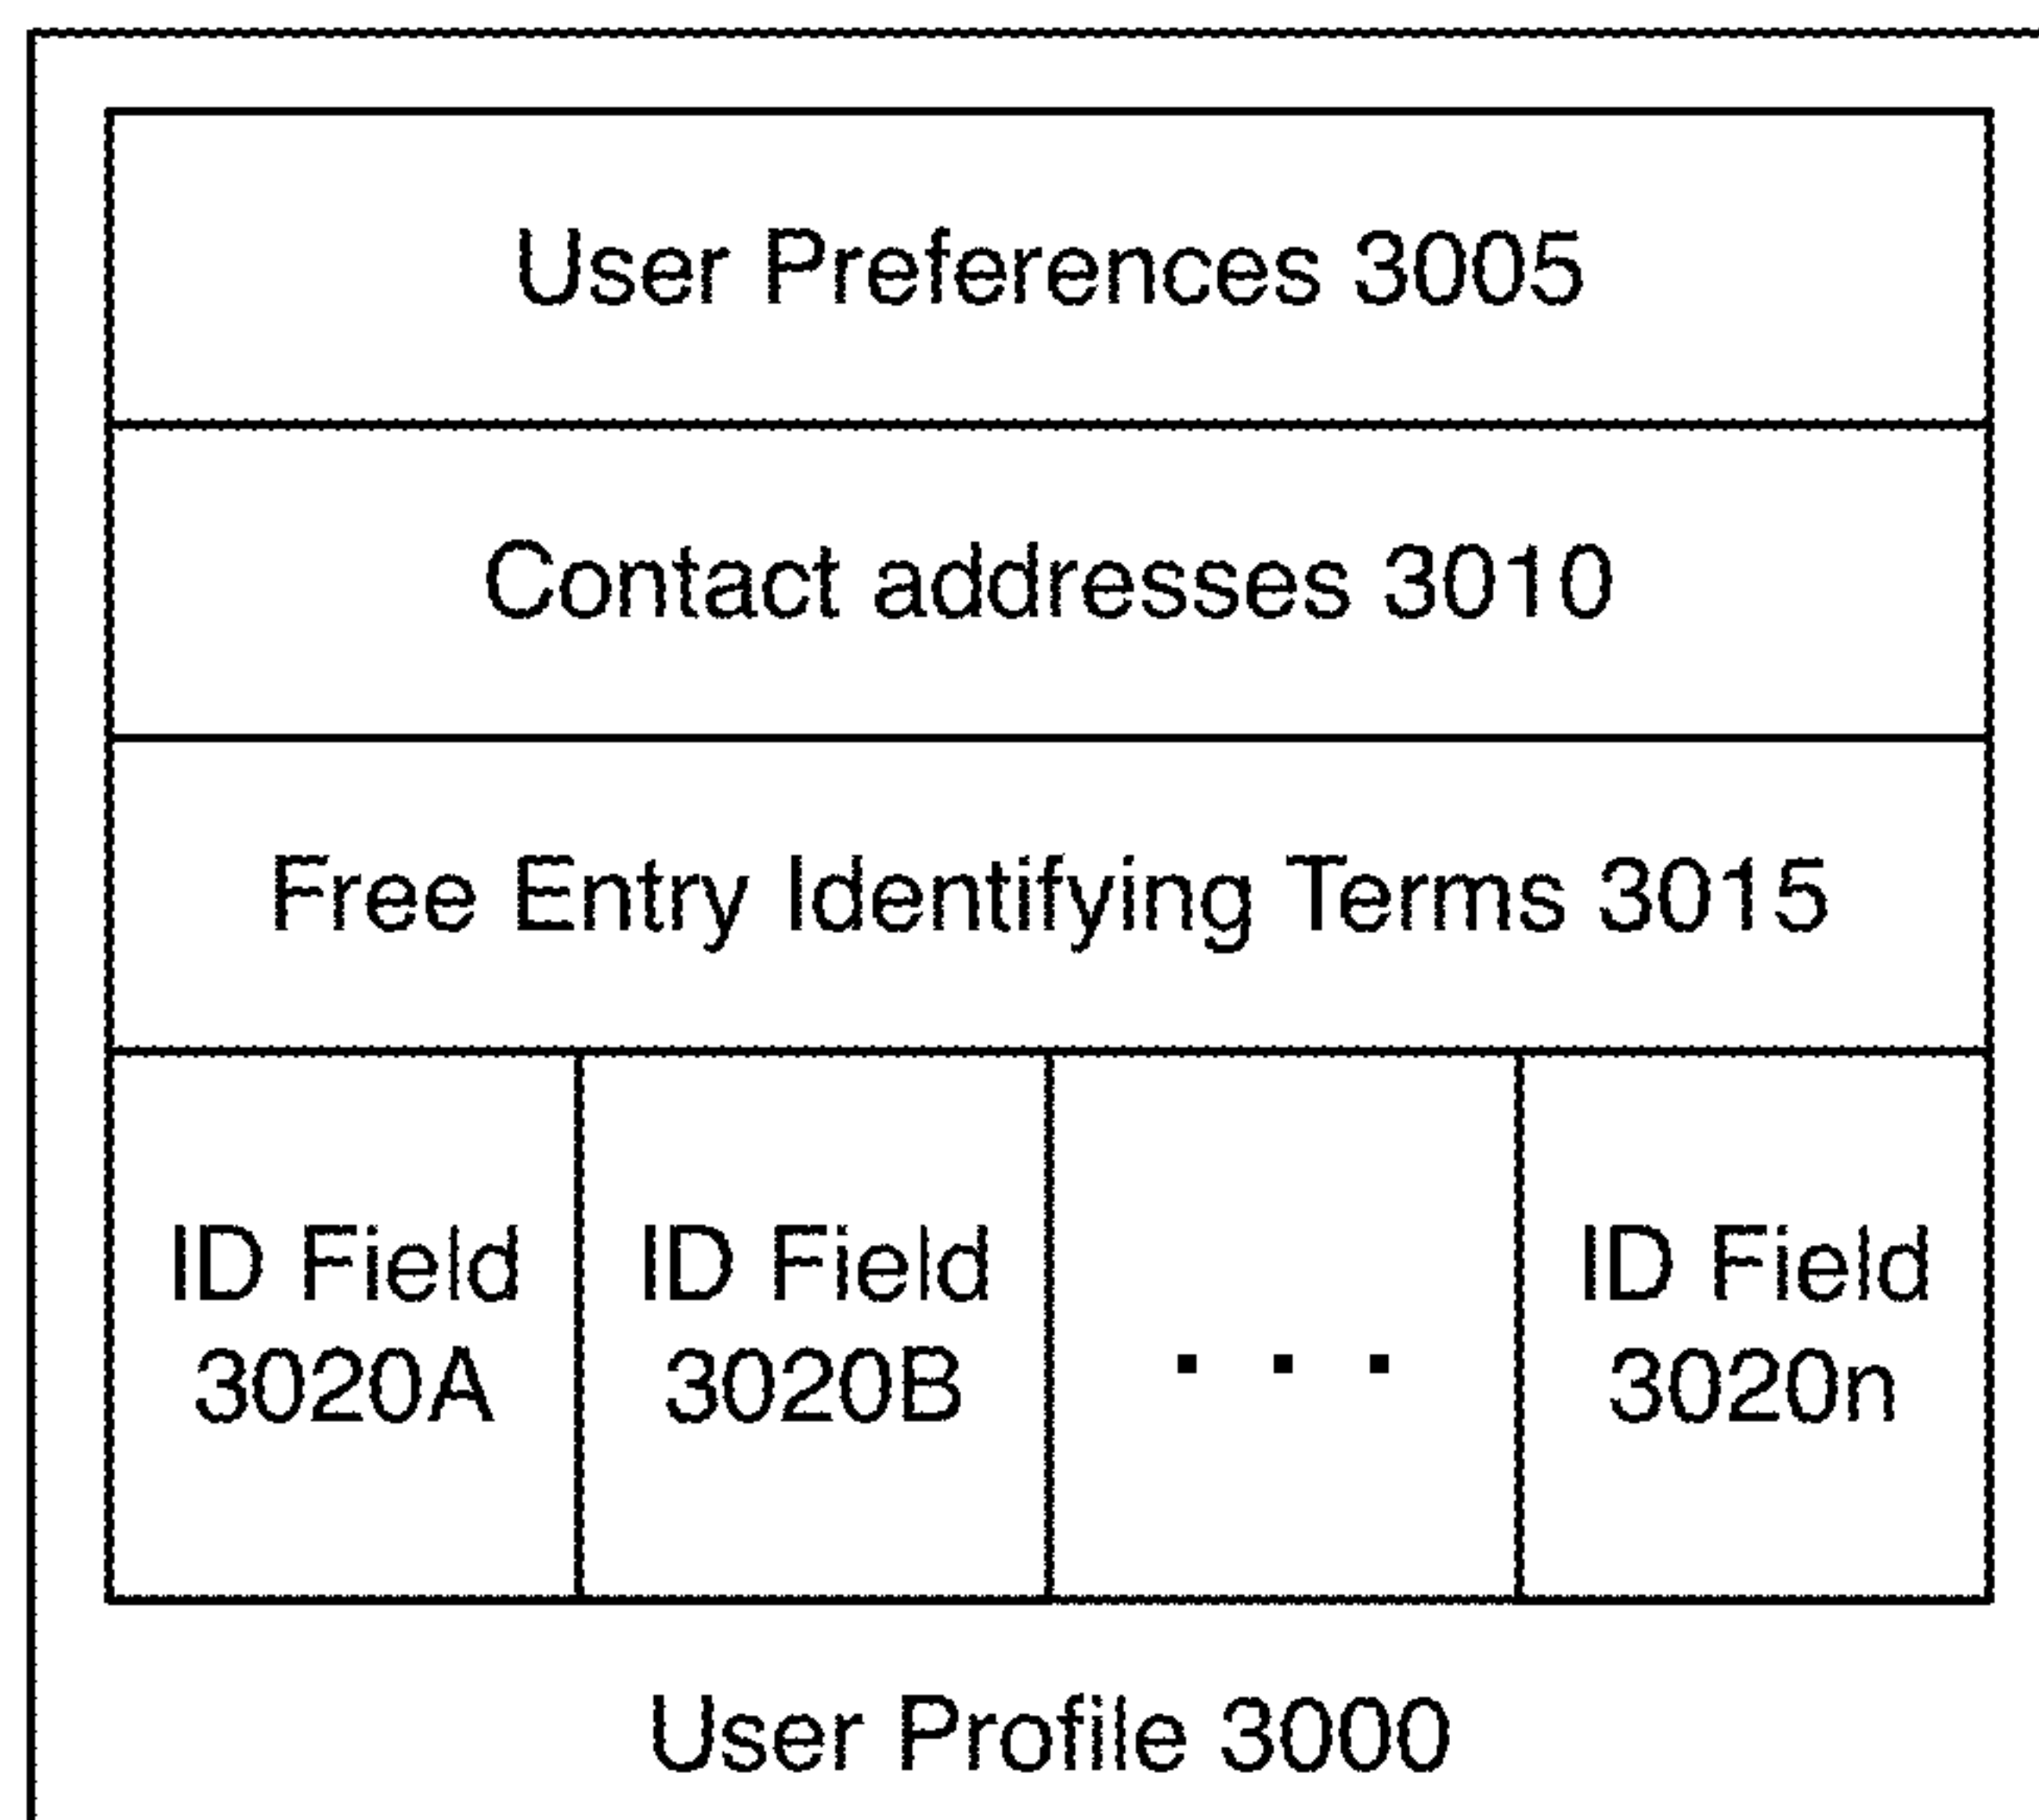 User Preferences 3005
Contact addresses 3010
Free Entry Identifying Terms 3015
ID Field
3020A
ID Field
3020B
. . .
ID Field
3020n
User Profile 3000